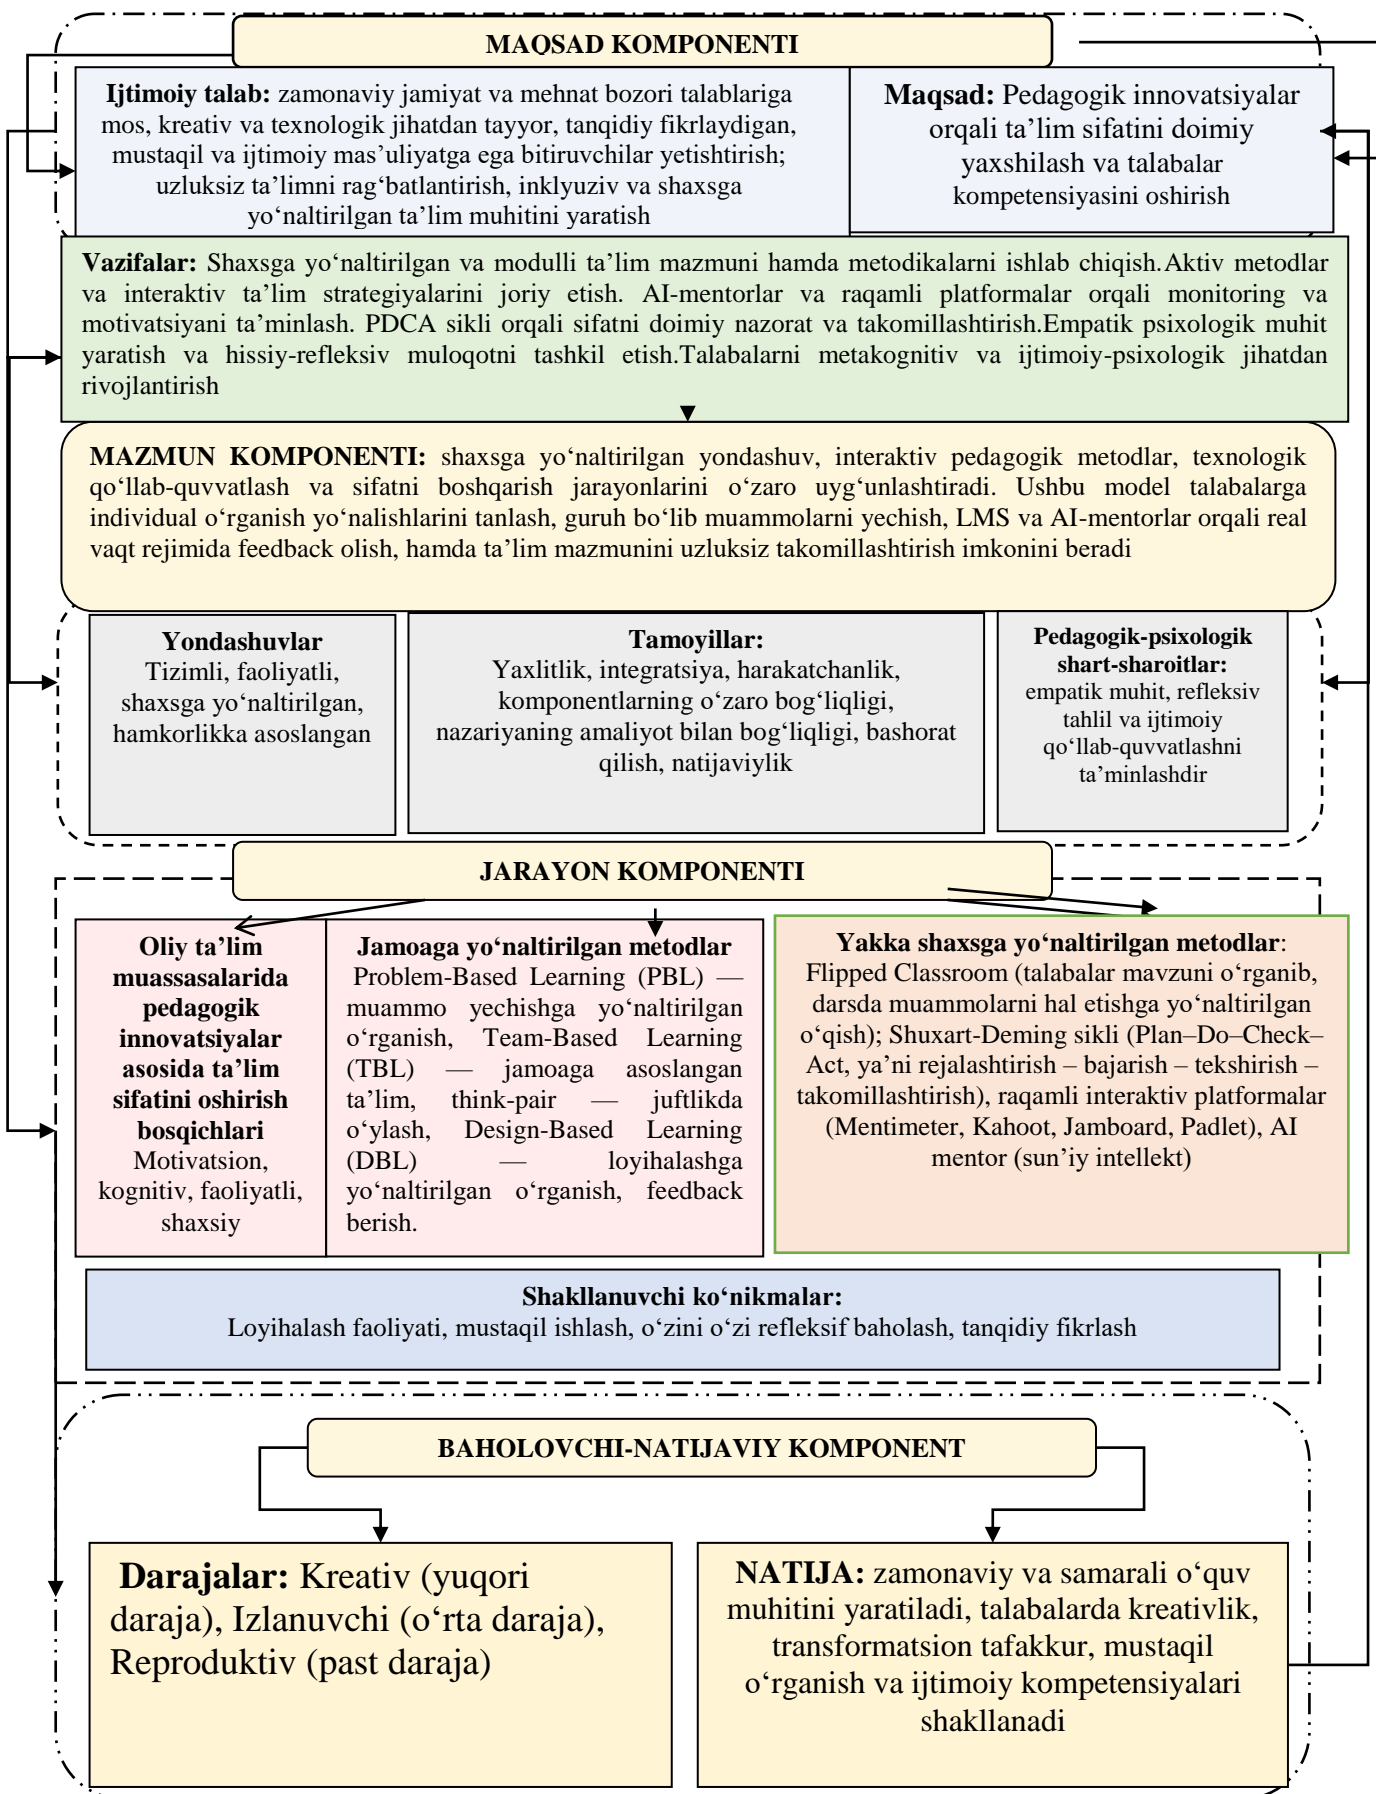 MAQSAD KOMPONENTI
Ijtimoiy talab: zamonaviy jamiyat va mehnat bozori talablariga
mos, kreativ va texnologik jihatdan tayyor, tanqidiy fikrlaydigan,
mustaqil va ijtimoiy mas’uliyatga ega bitiruvchilar yetishtirish;
uzluksiz ta’limni rag‘batlantirish, inklyuziv va shaxsga
yo‘naltirilgan ta’lim muhitini yaratish
Maqsad: Pedagogik innovatsiyalar
orqali ta’lim sifatini doimiy
yaxshilash va talabalar
kompetensiyasini oshirish
Vazifalar: Shaxsga yo‘naltirilgan va modulli ta’lim mazmuni hamda metodikalarni ishlab chiqish.Aktiv metodlar
va interaktiv ta’lim strategiyalarini joriy etish. AI-mentorlar va raqamli platformalar orqali monitoring va
motivatsiyani ta’minlash. PDCA sikli orqali sifatni doimiy nazorat va takomillashtirish.Empatik psixologik muhit
yaratish va hissiy-refleksiv muloqotni tashkil etish.Talabalarni metakognitiv va ijtimoiy-psixologik jihatdan
rivojlantirish
MAZMUN KOMPONENTI: shaxsga yo‘naltirilgan yondashuv, interaktiv pedagogik metodlar, texnologik
qo‘llab-quvvatlash va sifatni boshqarish jarayonlarini o‘zaro uyg‘unlashtiradi. Ushbu model talabalarga
individual o‘rganish yo‘nalishlarini tanlash, guruh bo‘lib muammolarni yechish, LMS va AI-mentorlar orqali real
vaqt rejimida feedback olish, hamda ta’lim mazmunini uzluksiz takomillashtirish imkonini beradi
Yondashuvlar
Tizimli, faoliyatli,
shaxsga yo‘naltirilgan,
hamkorlikka asoslangan
Tamoyillar:
Yaxlitlik, integratsiya, harakatchanlik,
komponentlarning o‘zaro bog‘liqligi,
nazariyaning amaliyot bilan bog‘liqligi, bashorat
qilish, natijaviylik
Pedagogik-psixologik
shart-sharoitlar:
empatik muhit, refleksiv
tahlil va ijtimoiy
qo‘llab-quvvatlashni
ta’minlashdir
JARAYON KOMPONENTI
Oliy ta’lim
muassasalarida
pedagogik
innovatsiyalar
asosida ta’lim
sifatini oshirish
bosqichlari
Motivatsion,
kognitiv, faoliyatli,
shaxsiy
Jamoaga yo‘naltirilgan metodlar
Problem-Based Learning (PBL) —
muammo yechishga yo‘naltirilgan
o‘rganish, Team-Based Learning
(TBL) — jamoaga asoslangan
ta’lim, think-pair — juftlikda
o‘ylash, Design-Based Learning
(DBL) — loyihalashga
yo‘naltirilgan o‘rganish, feedback
berish.
Yakka shaxsga yo‘naltirilgan metodlar:
Flipped Classroom (talabalar mavzuni o‘rganib,
darsda muammolarni hal etishga yo‘naltirilgan
o‘qish); Shuxart-Deming sikli (Plan–Do–Check–
Act, ya’ni rejalashtirish – bajarish – tekshirish –
takomillashtirish), raqamli interaktiv platformalar
(Mentimeter, Kahoot, Jamboard, Padlet), AI
mentor (sun’iy intellekt)
Shakllanuvchi ko‘nikmalar:
Loyihalash faoliyati, mustaqil ishlash, o‘zini o‘zi refleksif baholash, tanqidiy fikrlash
BAHOLOVCHI-NATIJAVIY KOMPONENT
Darajalar: Kreativ (yuqori
daraja), Izlanuvchi (o‘rta daraja),
Reproduktiv (past daraja)
NATIJA: zamonaviy va samarali o‘quv
muhitini yaratiladi, talabalarda kreativlik,
transformatsion tafakkur, mustaqil
o‘rganish va ijtimoiy kompetensiyalari
shakllanadi